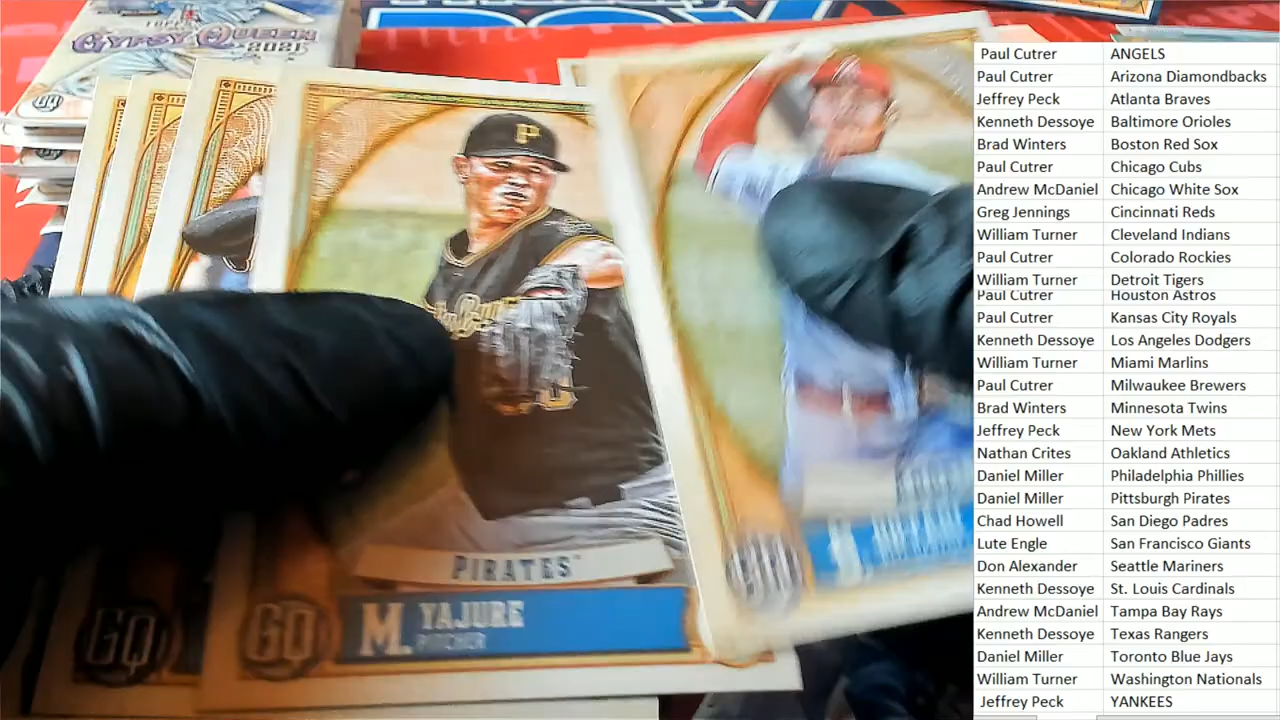 TOPPS
GYPSY QUEEN
2021
GQ
P
PIRATES
M. YAJURE
PITCHER
GQ
GQ
GQ
Paul Cutrer ANGELS
Paul Cutrer Arizona Diamondbacks
Jeffrey Peck Atlanta Braves
Kenneth Dessoye Baltimore Orioles
Brad Winters Boston Red Sox
Paul Cutrer Chicago Cubs
Andrew McDaniel Chicago White Sox
Greg Jennings Cincinnati Reds
William Turner Cleveland Indians
Paul Cutrer Colorado Rockies
William Turner Detroit Tigers
Paul Cutrer Houston Astros
Paul Cutrer Kansas City Royals
Kenneth Dessoye Los Angeles Dodgers
William Turner Miami Marlins
Paul Cutrer Milwaukee Brewers
Brad Winters Minnesota Twins
Jeffrey Peck New York Mets
Nathan Crites Oakland Athletics
Daniel Miller Philadelphia Phillies
Daniel Miller Pittsburgh Pirates
Chad Howell San Diego Padres
Lute Engle San Francisco Giants
Don Alexander Seattle Mariners
Kenneth Dessoye St. Louis Cardinals
Andrew McDaniel Tampa Bay Rays
Kenneth Dessoye Texas Rangers
Daniel Miller Toronto Blue Jays
William Turner Washington Nationals
Jeffrey Peck YANKEES